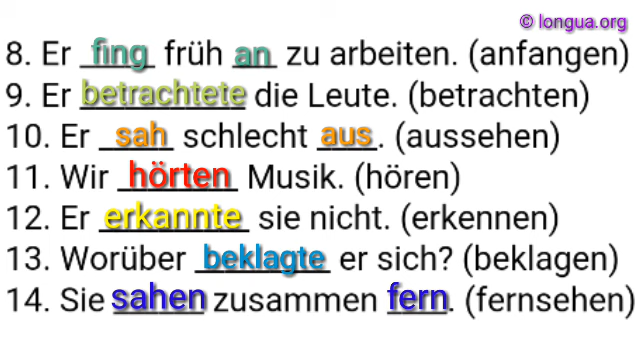 © longua.org
8. Er fing früh an zu arbeiten. (anfangen)
9. Er betrachtete die Leute. (betrachten)
10. Er sah schlecht aus. (aussehen)
11. Wir hörten Musik. (hören)
12. Er erkannte sie nicht. (erkennen)
13. Worüber beklagte er sich? (beklagen)
14. Sie sahen zusammen fern. (fernsehen)